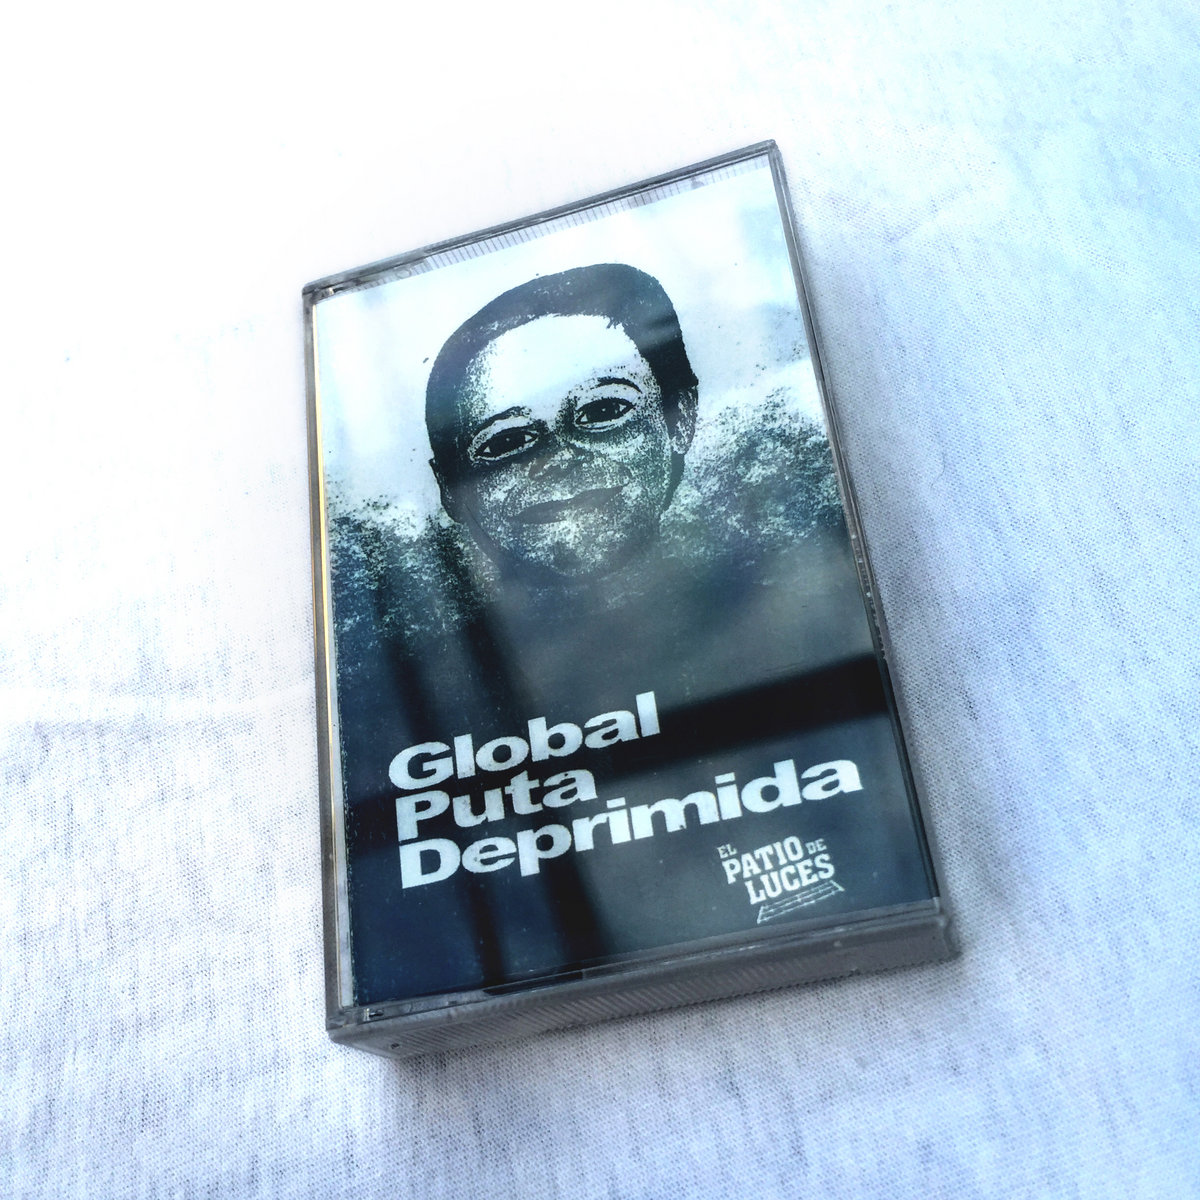 Global
Puta
Deprimida
EL PATIO DE
LUCES